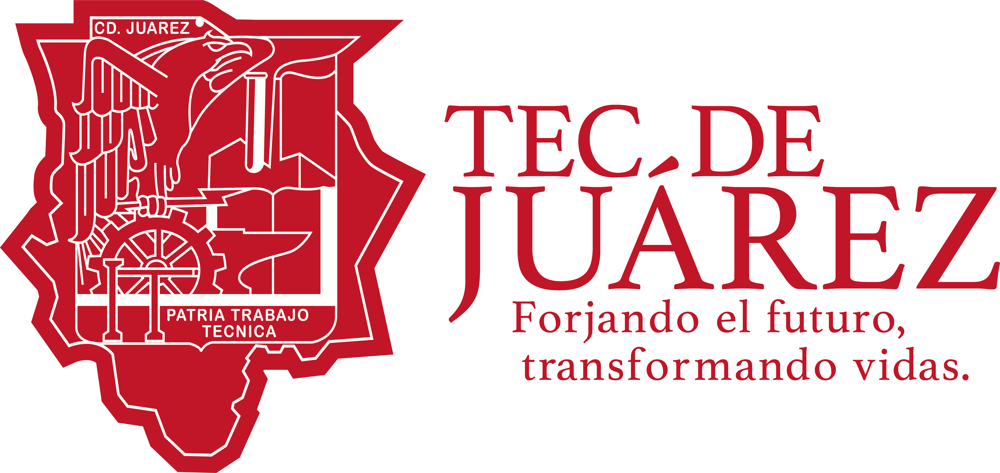 CD. JUAREZ
PATRIA TRABAJO
TECNICA
TEC DE
JUÁREZ
Forjando el futuro,
transformando vidas.